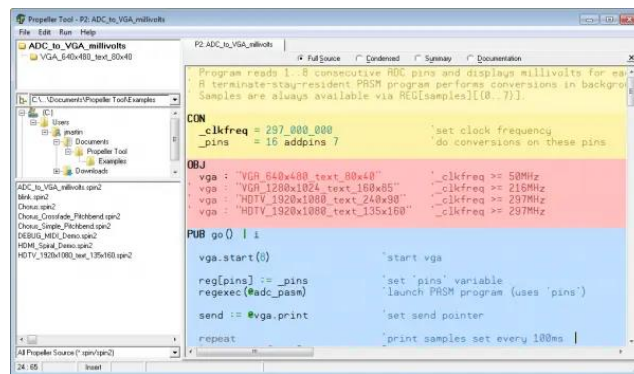 Propeller Tool - P2: ADC_to_VGA_millivolts
File Edit Run Help
ADC_to_VGA_millivolts
VGA_640x480_text_80x40
P2: ADC_to_VGA_millivolts
Full Source Condensed Summary Documentation
' Program reads 1..8 consecutive ADC pins and displays millivolts for ea
' A terminate-stay-resident PASM program performs conversions in backgro
' Samples are always available via REG[samples][{0..7}].
CON
_clkfreq = 297_000_000 'set clock frequency
_pins = 16 addpins 7 'do conversions on these pins
OBJ
vga : "VGA_640x480_text_80x40" '_clkfreq >= 50MHz
' vga : "VGA_1280x1024_text_160x85" '_clkfreq >= 216MHz
' vga : "HDTV_1920x1080_text_240x90" '_clkfreq >= 297MHz
' vga : "HDTV_1920x1080_text_135x160" '_clkfreq >= 297MHz
PUB go() | i
vga.start(8) 'start vga
reg[pins] := _pins 'set `pins` variable
regexec(@adc_pasm) 'launch PASM program (uses `pins`)
send := @vga.print 'set send pointer
repeat 'print samples set every 100ms
C:\...\Documents\Propeller Tool\Examples
(C:)
Users
jmartin
Documents
Propeller Tool
Examples
Downloads
ADC_to_VGA_millivolts.spin2
blink.spin2
Chorus.spin2
Chorus_Crossfade_Pitchbend.spin2
Chorus_Simple_Pitchbend.spin2
DEBUG_MIDI_Demo.spin2
HDMI_Spiral_Demo.spin2
HDTV_1920x1080_text_135x160.spin2
All Propeller Source (*.spin/spin2)
24 : 65 Insert